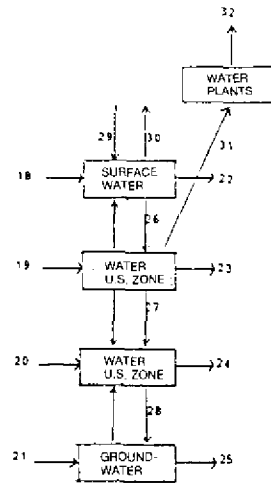 32
WATER
PLANTS
29
30
31
18
SURFACE
WATER
22
26
19
WATER
U.S. ZONE
23
27
20
WATER
U.S. ZONE
24
28
21
GROUND-
WATER
25